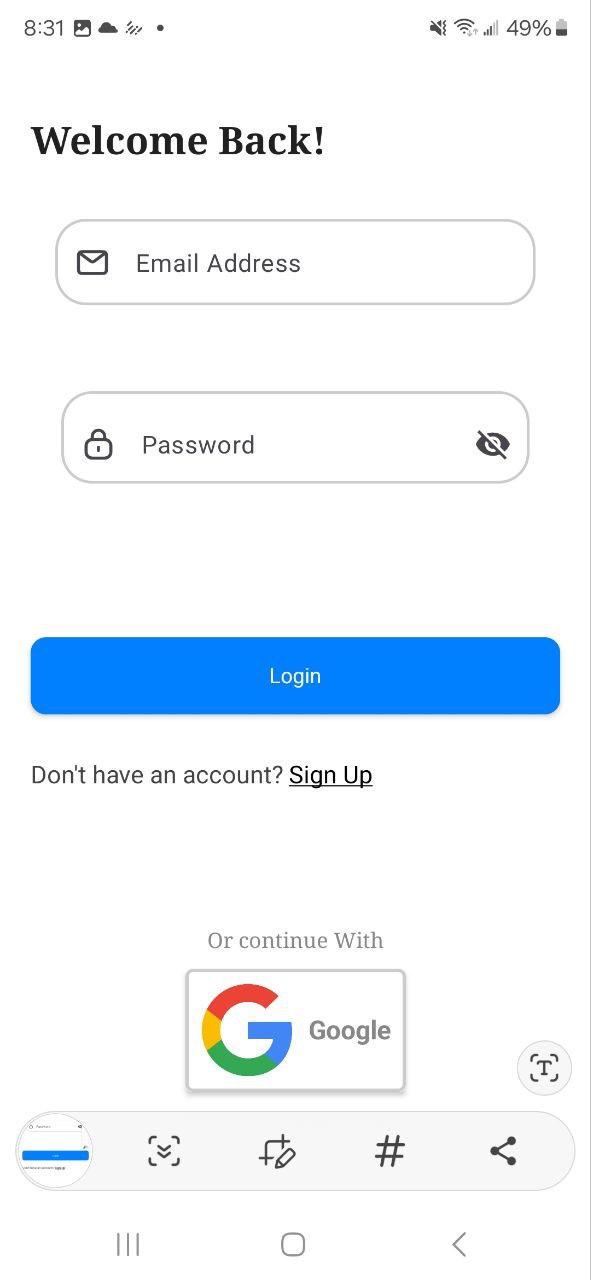 8:31 49%
Welcome Back!
Email Address
Password
Login
Don't have an account? Sign Up
Or continue With
Google
T
#